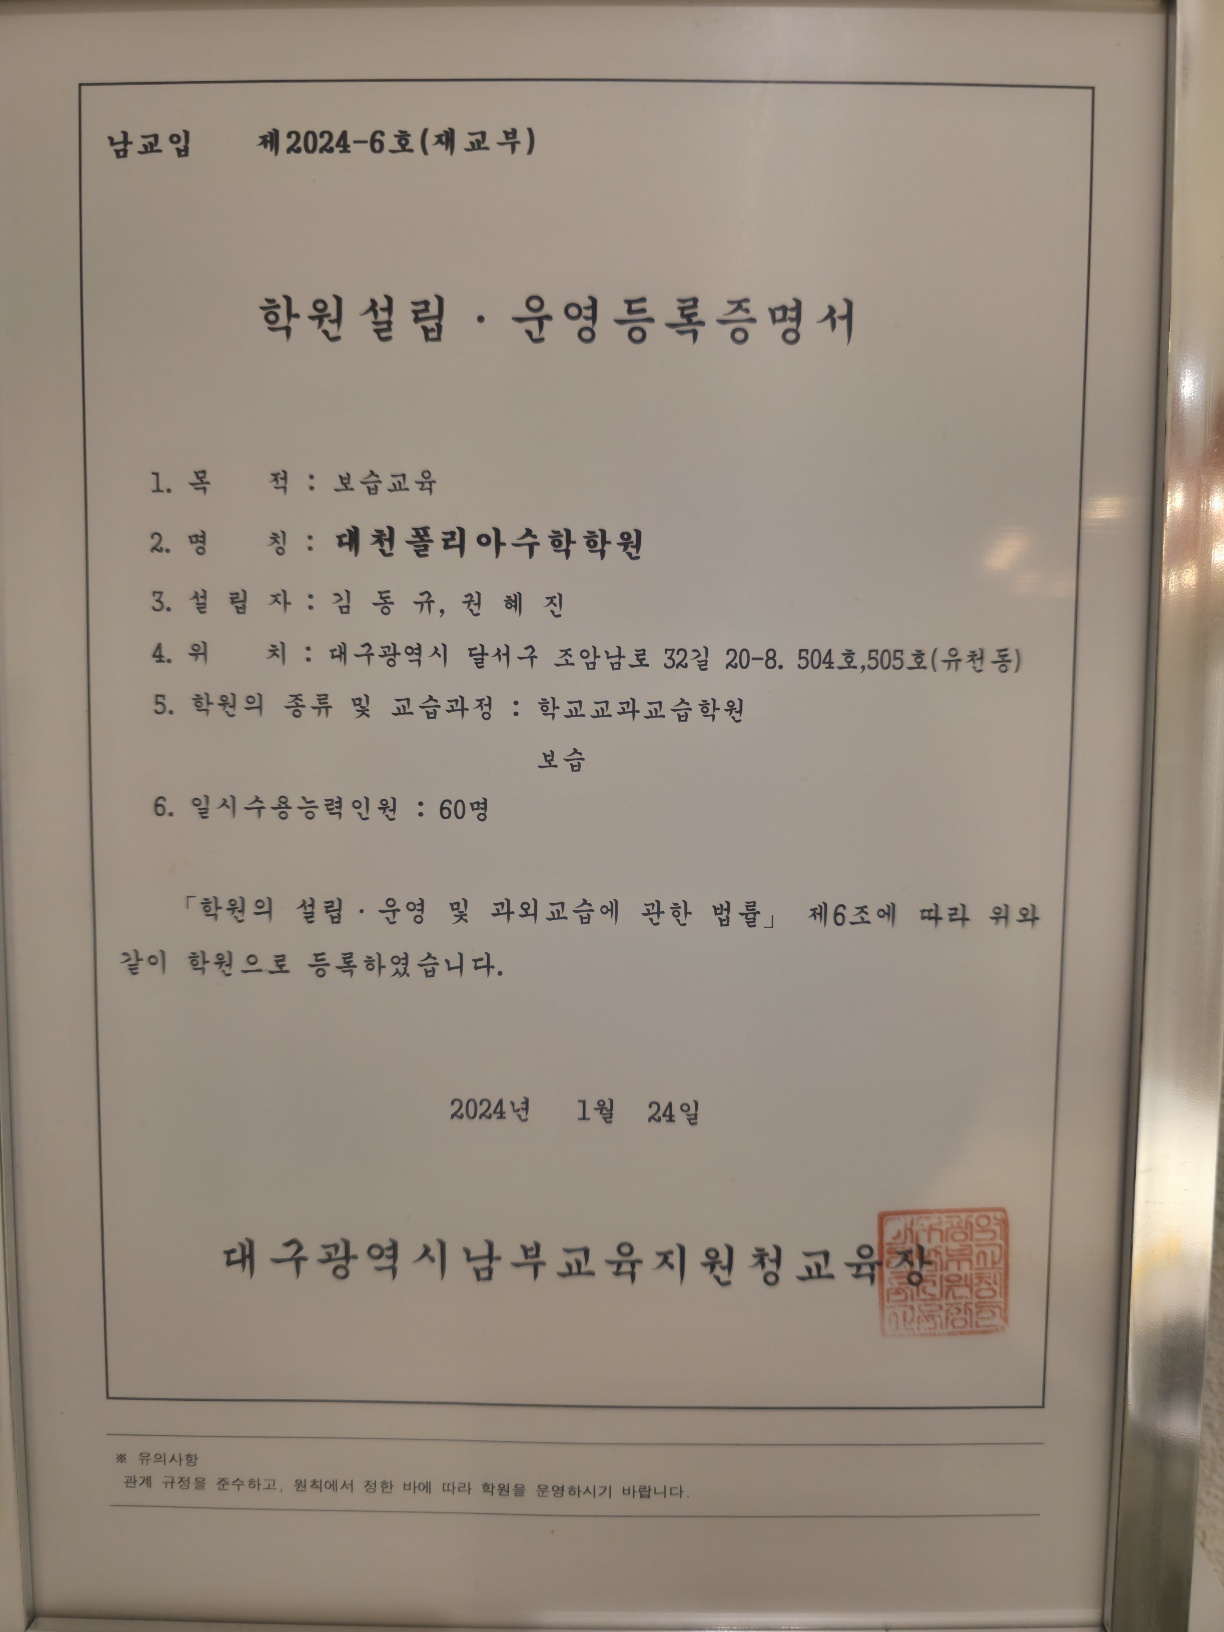 남교입 제2024-6호(재교부)
학원설립·운영등록증명서
1. 목 적 : 보습교육
2. 명 칭 : 대천폴리아수학학원
3. 설 립 자 : 김 동 규, 권 혜 진
4. 위 치 : 대구광역시 달서구 조암남로 32길 20-8. 504호,505호(유천동)
5. 학원의 종류 및 교습과정 : 학교교과교습학원
보습
6. 일시수용능력인원 : 60명
「학원의 설립·운영 및 과외교습에 관한 법률」 제6조에 따라 위와
같이 학원으로 등록하였습니다.
2024년 1월 24일
대구광역시남부교육지원청교육장
※ 유의사항
관계 규정을 준수하고, 원칙에서 정한 바에 따라 학원을 운영하시기 바랍니다.